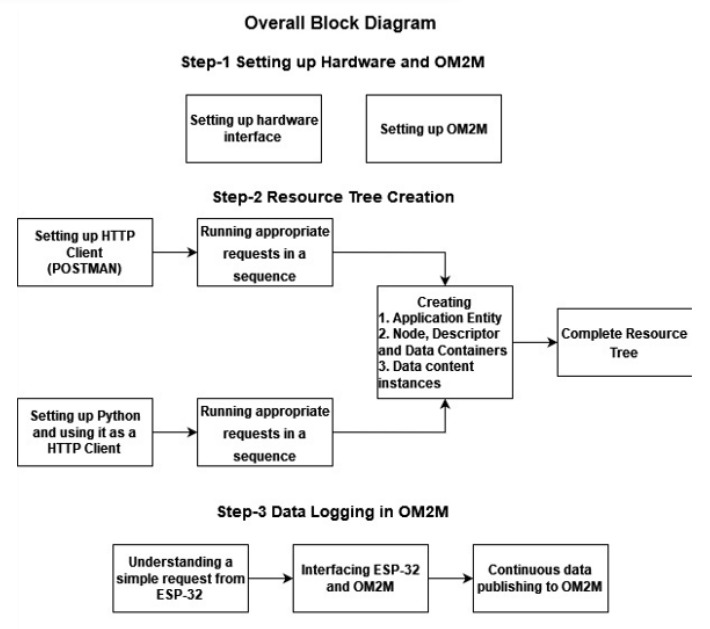 Overall Block Diagram
Step-1 Setting up Hardware and OM2M
Setting up hardware
interface
Setting up OM2M
Step-2 Resource Tree Creation
Setting up HTTP
Client
(POSTMAN)
Running appropriate
requests in a
sequence
Creating
1. Application Entity
2. Node, Descriptor
and Data Containers
3. Data content
instances
Complete Resource
Tree
Setting up Python
and using it as a
HTTP Client
Running appropriate
requests in a
sequence
Step-3 Data Logging in OM2M
Understanding a
simple request from
ESP-32
Interfacing ESP-32
and OM2M
Continuous data
publishing to OM2M